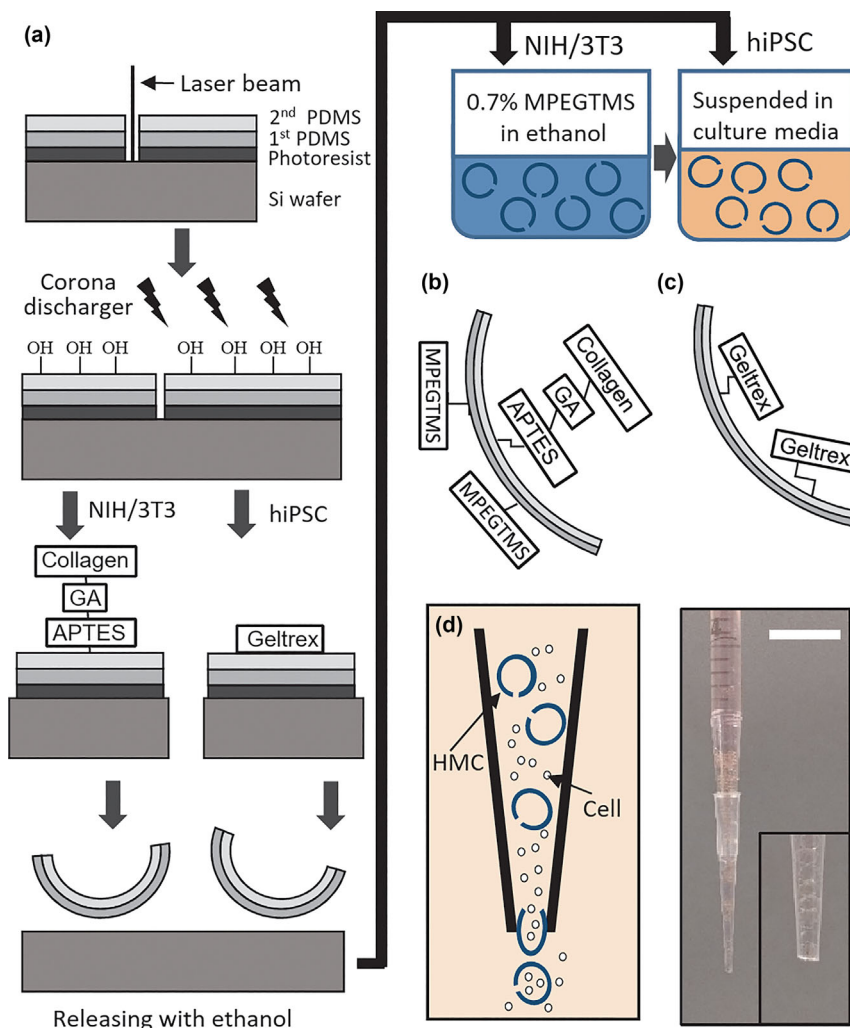 (a)
Laser beam
2nd PDMS
1st PDMS
Photoresist
Si wafer
Corona
discharger
OH OH OH OH OH OH OH
NIH/3T3
hiPSC
Collagen
GA
APTES
Geltrex
Releasing with ethanol
NIH/3T3
hiPSC
0.7% MPEGTMS
in ethanol
Suspended in
culture media
(b)
MPEGTMS
APTES
GA
Collagen
MPEGTMS
(c)
Geltrex
Geltrex
(d)
HMC
Cell